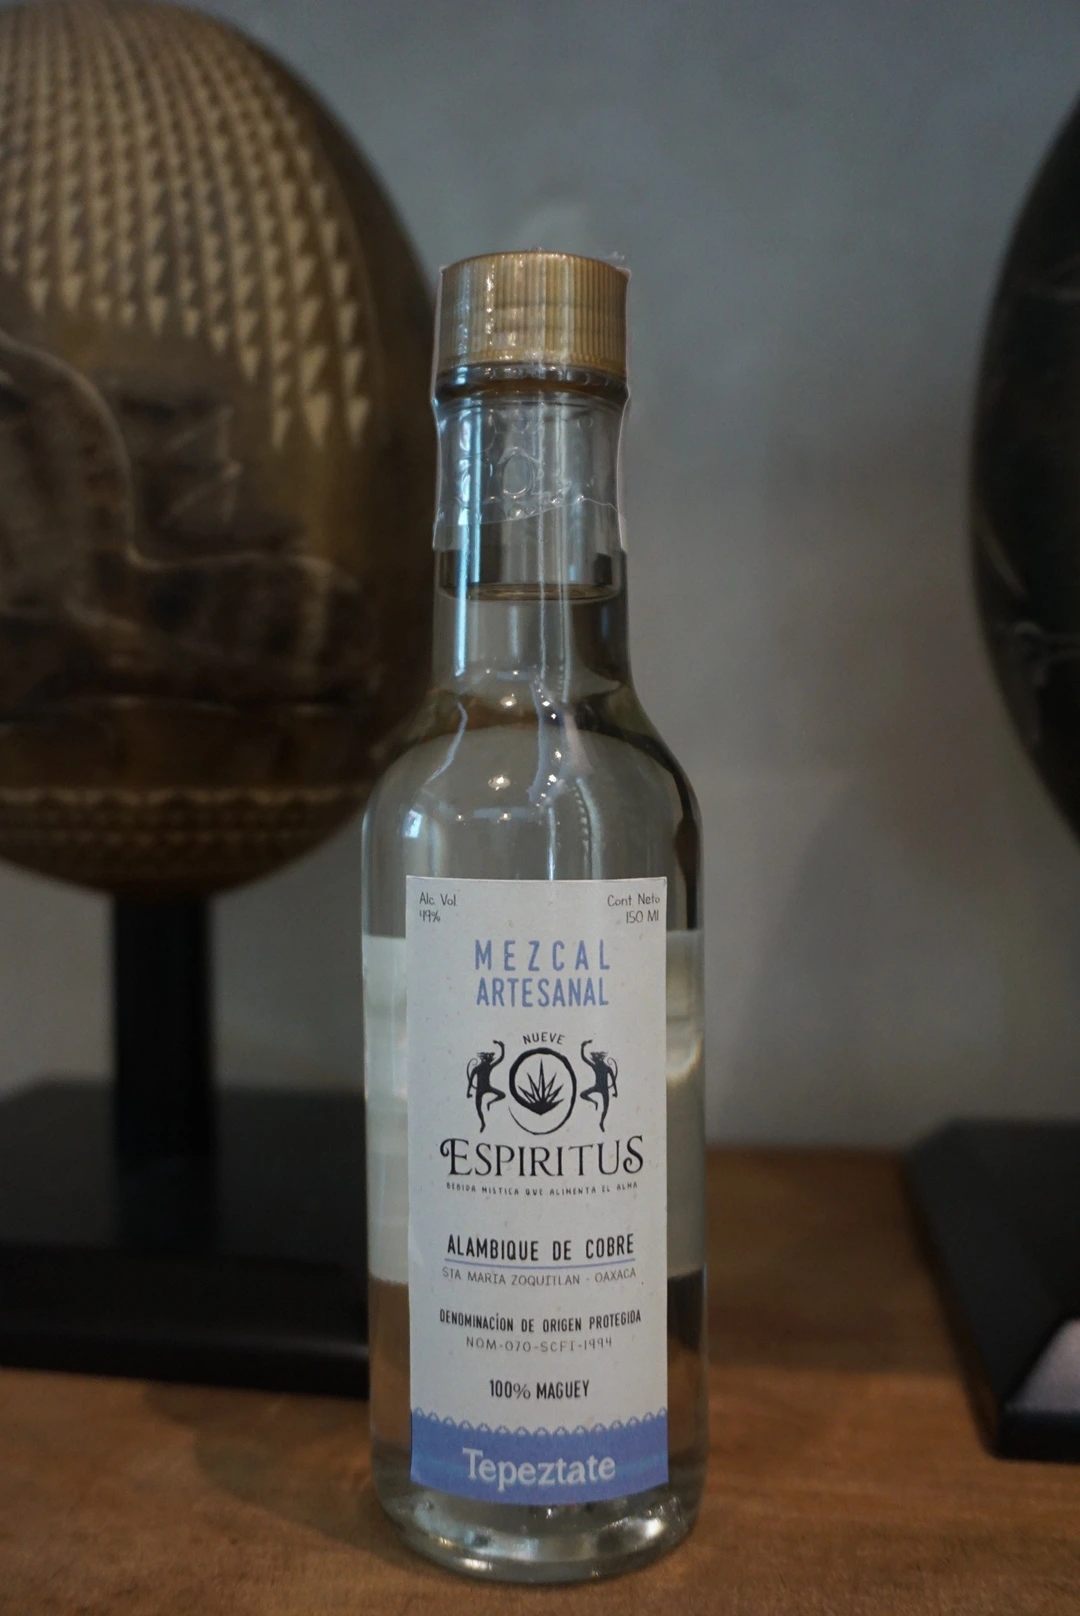 Alc. Vol.
49%
Cont Neto
150 Ml
MEZCAL
ARTESANAL
NUEVE
ESPIRITUS
BEBIDA MISTICA QUE ALIMENTA EL ALMA
ALAMBIQUE DE COBRE
STA MARIA ZOQUITLAN - OAXACA
DENOMINACIÓN DE ORIGEN PROTEGIDA
NOM-070-SCFI-1994
100% MAGUEY
Tepeztate